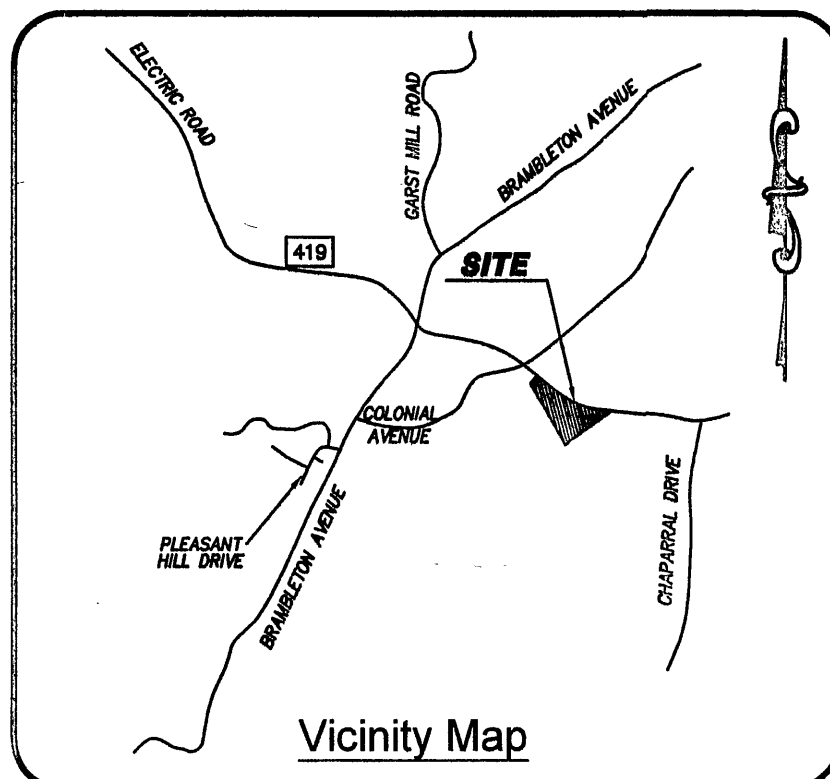 ELECTRIC ROAD
GARST MILL ROAD
BRAMBLETON AVENUE
419
SITE
COLONIAL
AVENUE
PLEASANT
HILL DRIVE
BRAMBLETON AVENUE
CHAPARRAL DRIVE
Vicinity Map